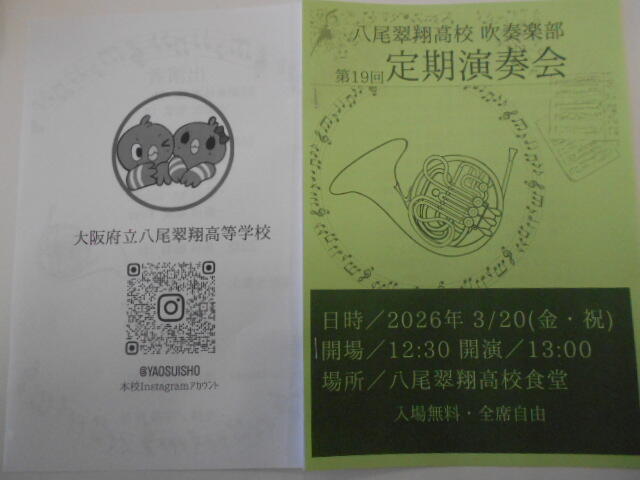 大阪府立八尾翠翔高等学校
@YAOSUISHO
本校Instagramアカウント
八尾翠翔高校 吹奏楽部
第19回 定期演奏会
日時／2026年 3/20(金・祝)
開場／12:30 開演／13:00
場所／八尾翠翔高校食堂
入場無料・全席自由